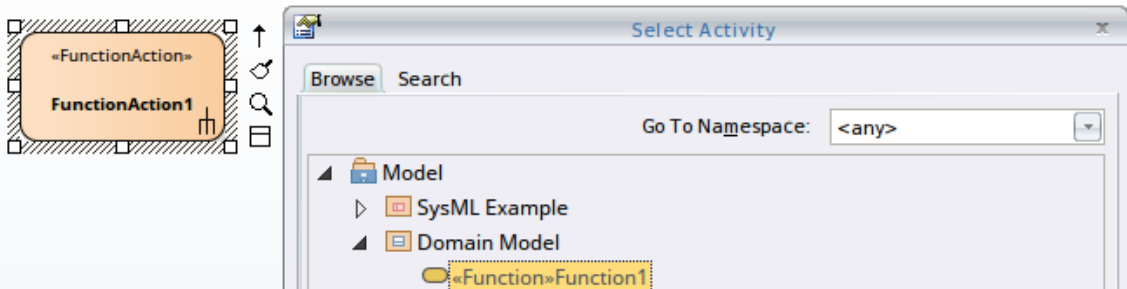 «FunctionAction»
FunctionAction1
Select Activity
Browse Search
Go To Namespace: <any>
Model
SysML Example
Domain Model
«Function»Function1